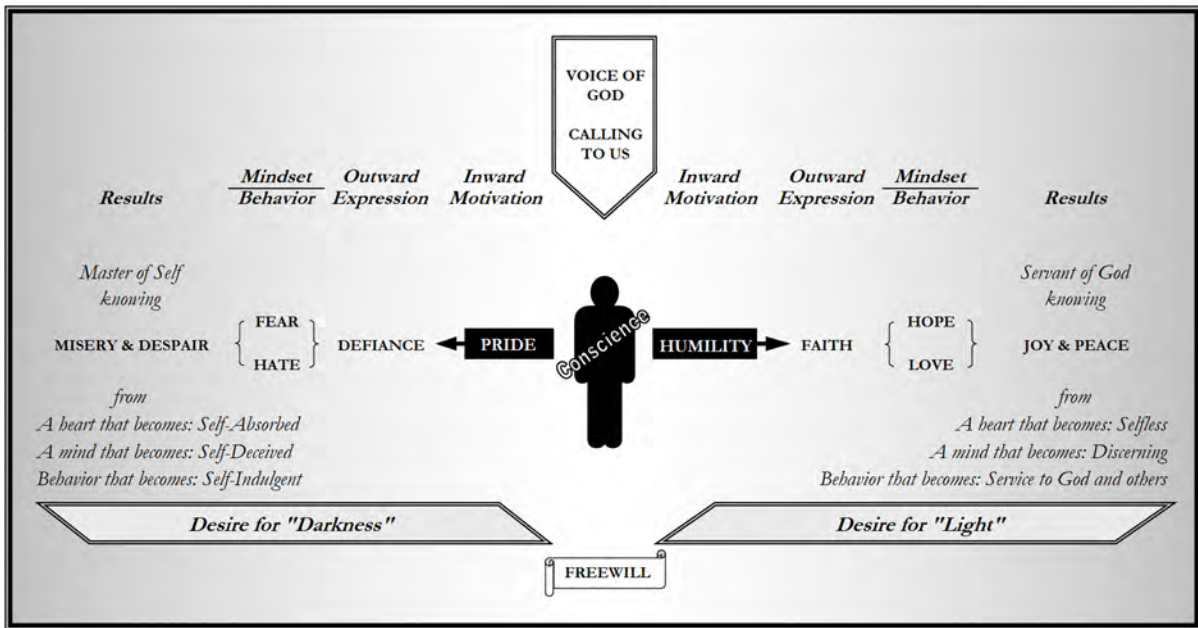 VOICE OF
GOD
CALLING
TO US
Results
Mindset
Behavior
Outward
Expression
Inward
Motivation
Inward
Motivation
Outward
Expression
Mindset
Behavior
Results
Master of Self
knowing
MISERY & DESPAIR
FEAR
HATE
DEFIANCE
PRIDE
Conscience
HUMILITY
FAITH
HOPE
LOVE
Servant of God
knowing
JOY & PEACE
from
A heart that becomes: Self-Absorbed
A mind that becomes: Self-Deceived
Behavior that becomes: Self-Indulgent
from
A heart that becomes: Selfless
A mind that becomes: Discerning
Behavior that becomes: Service to God and others
Desire for "Darkness"
Desire for "Light"
FREEWILL